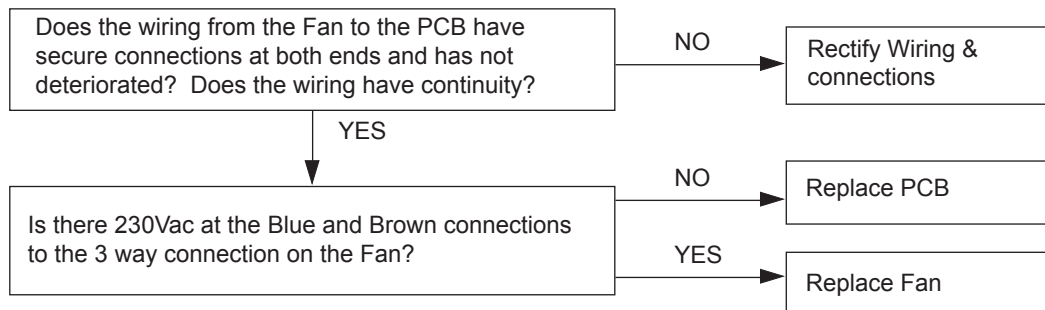 Does the wiring from the Fan to the PCB have
secure connections at both ends and has not
deteriorated? Does the wiring have continuity?
NO
Rectify Wiring &
connections
YES
Is there 230Vac at the Blue and Brown connections
to the 3 way connection on the Fan?
NO
Replace PCB
YES
Replace Fan